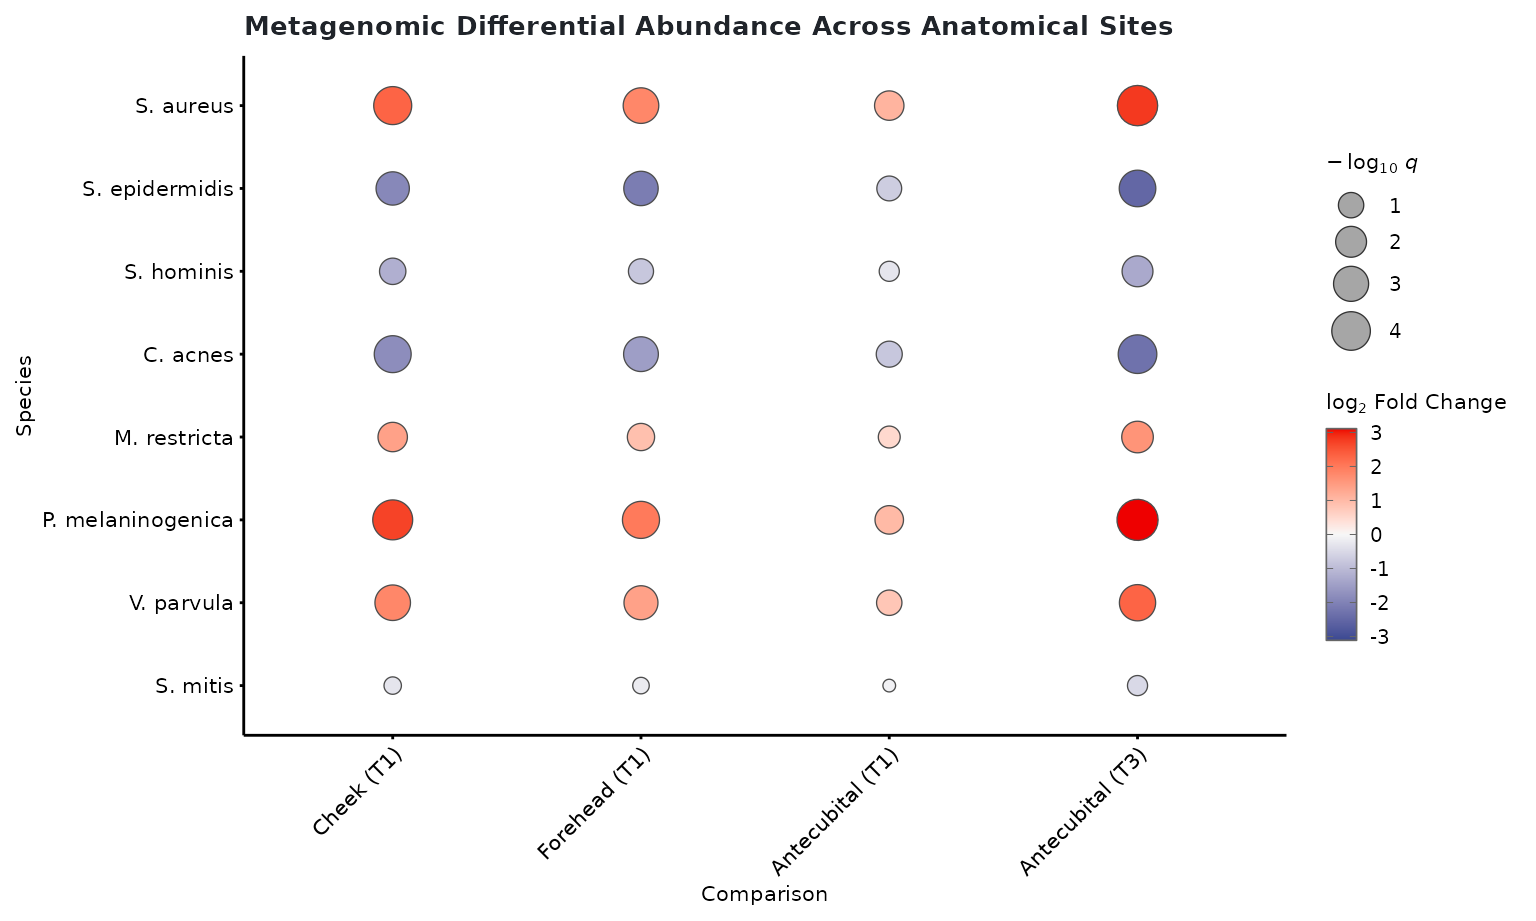 Metagenomic Differential Abundance Across Anatomical Sites
Species
S. aureus
S. epidermidis
S. hominis
C. acnes
M. restricta
P. melaninogenica
V. parvula
S. mitis
Cheek (T1)
Forehead (T1)
Antecubital (T1)
Antecubital (T3)
Comparison
−log₁₀ q
1
2
3
4
log₂ Fold Change
3
2
1
0
-1
-2
-3